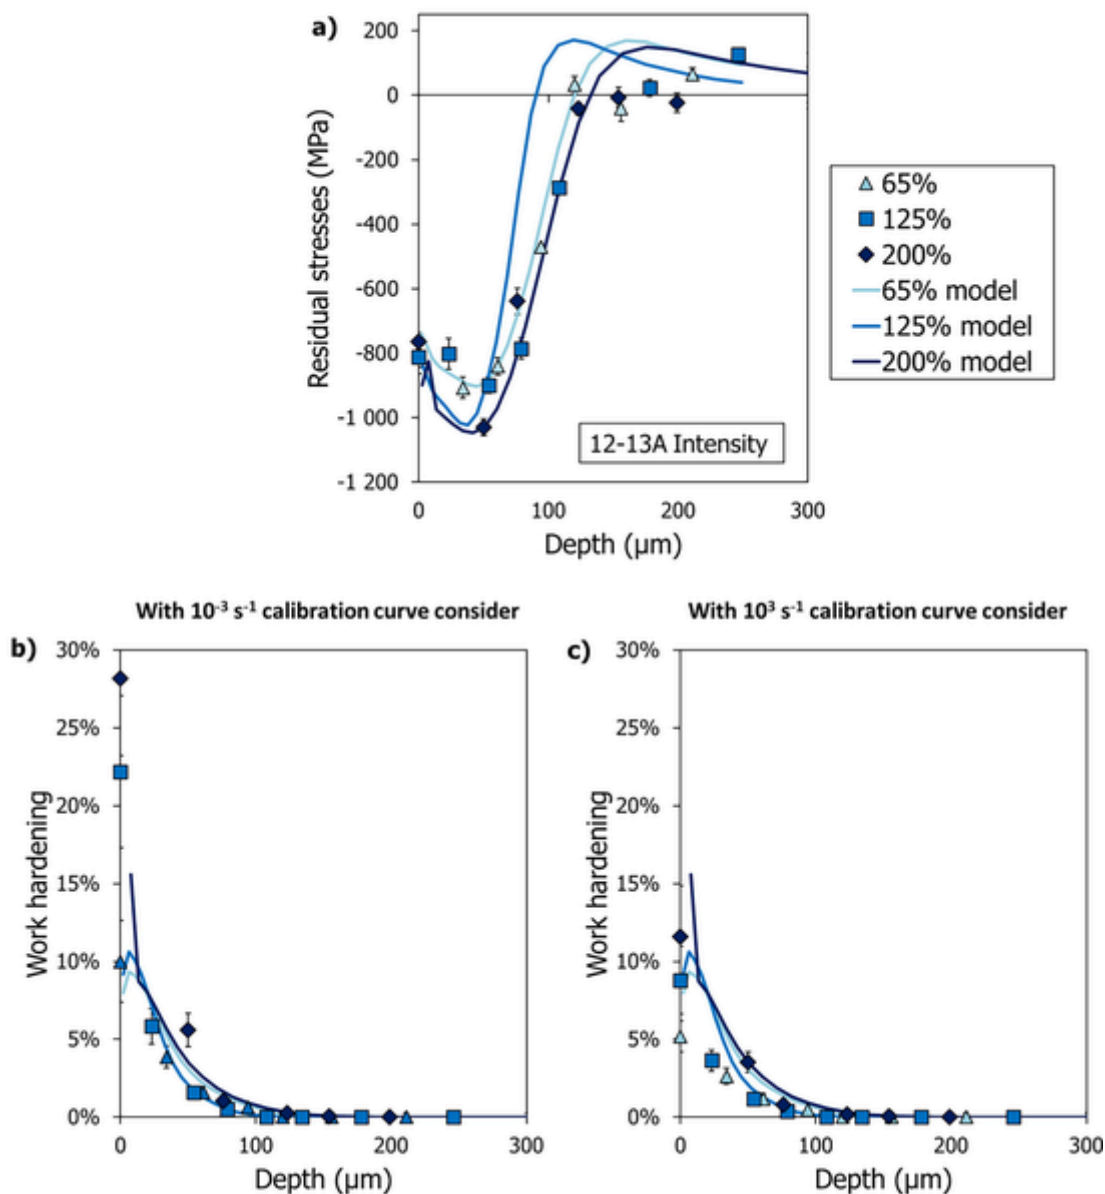 a)
200
0
-200
-400
-600
-800
-1 000
-1 200
Residual stresses (MPa)
0
100
200
300
Depth (µm)
12-13A Intensity
65%
125%
200%
65% model
125% model
200% model
With 10⁻³ s⁻¹ calibration curve consider
b)
30%
25%
20%
15%
10%
5%
0%
Work hardening
0
100
200
300
Depth (µm)
With 10³ s⁻¹ calibration curve consider
c)
30%
25%
20%
15%
10%
5%
0%
Work hardening
0
100
200
300
Depth (µm)